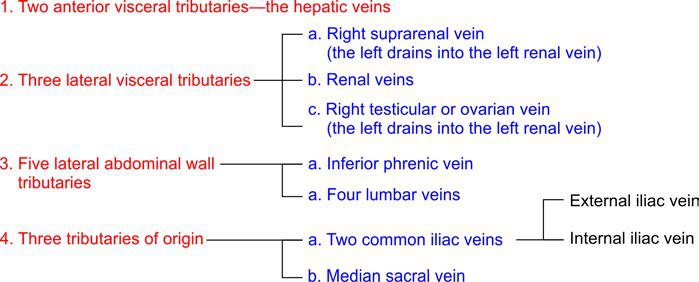 1. Two anterior visceral tributaries—the hepatic veins
2. Three lateral visceral tributaries
a. Right suprarenal vein
(the left drains into the left renal vein)
b. Renal veins
c. Right testicular or ovarian vein
(the left drains into the left renal vein)
3. Five lateral abdominal wall
tributaries
a. Inferior phrenic vein
a. Four lumbar veins
4. Three tributaries of origin
a. Two common iliac veins
External iliac vein
Internal iliac vein
b. Median sacral vein